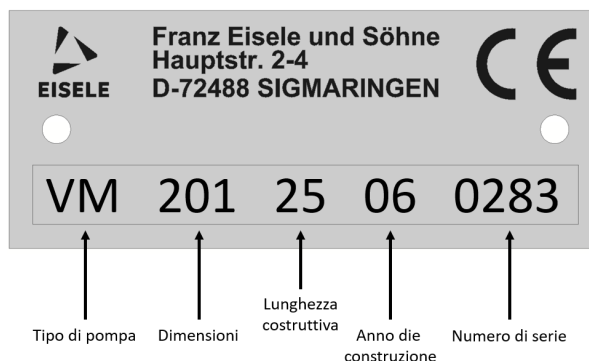 EISELE
Franz Eisele und Söhne
Hauptstr. 2-4
D-72488 SIGMARINGEN
CE
VM 201 25 06 0283
Tipo di pompa
Dimensioni
Lunghezza
costruttiva
Anno die
construzione
Numero di serie